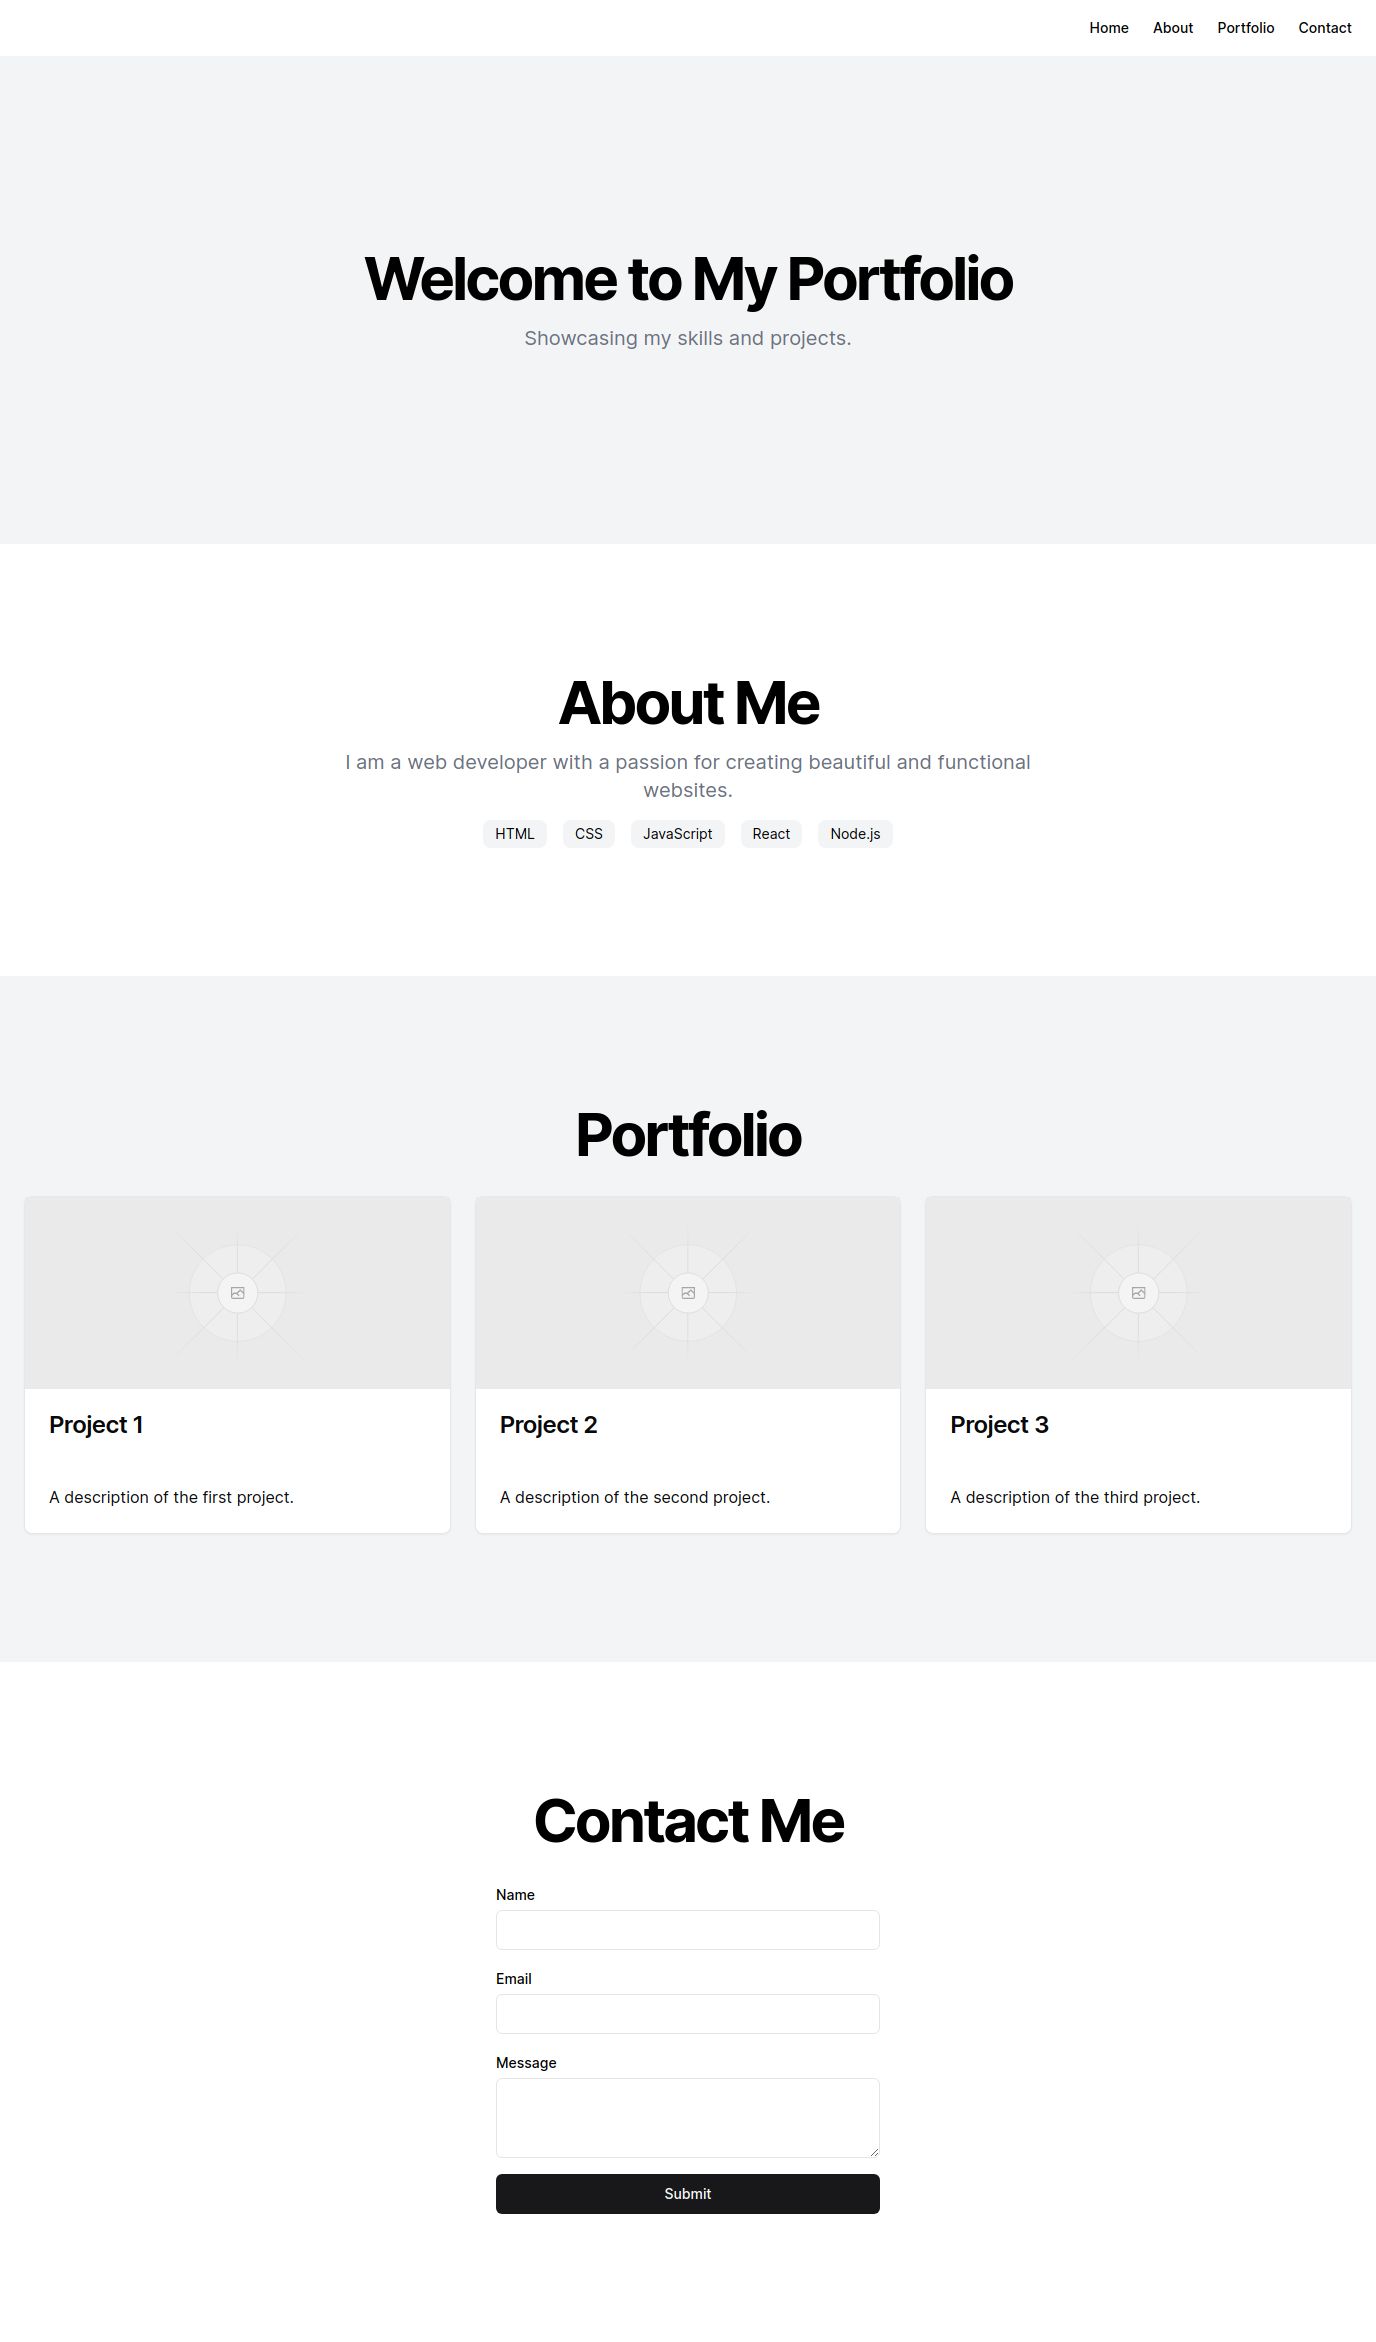 Home About Portfolio Contact
Welcome to My Portfolio
Showcasing my skills and projects.
About Me
I am a web developer with a passion for creating beautiful and functional
websites.
HTML CSS JavaScript React Node.js
Portfolio
Project 1
A description of the first project.
Project 2
A description of the second project.
Project 3
A description of the third project.
Contact Me
Name
Email
Message
Submit